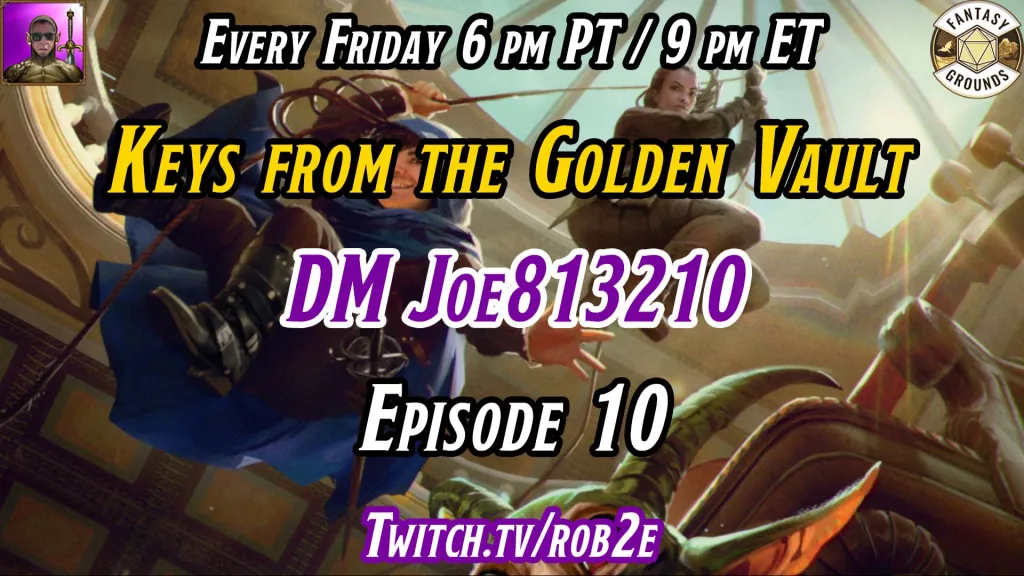 Every Friday 6 pm PT / 9 pm ET
FANTASY
GROUNDS
Keys from the Golden Vault
DM Joe813210
Episode 10
Twitch.tv/rob2e